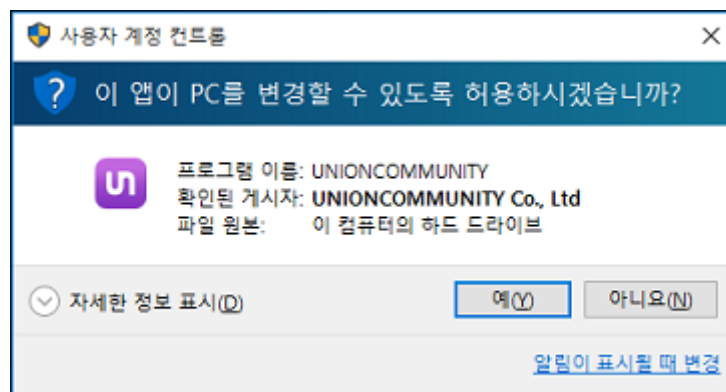 사용자 계정 컨트롤
이 앱이 PC를 변경할 수 있도록 허용하시겠습니까?
un
프로그램 이름: UNIONCOMMUNITY
확인된 게시자: UNIONCOMMUNITY Co., Ltd
파일 원본: 이 컴퓨터의 하드 드라이브
자세한 정보 표시(D)
예(Y)
아니요(N)
알림이 표시될 때 변경